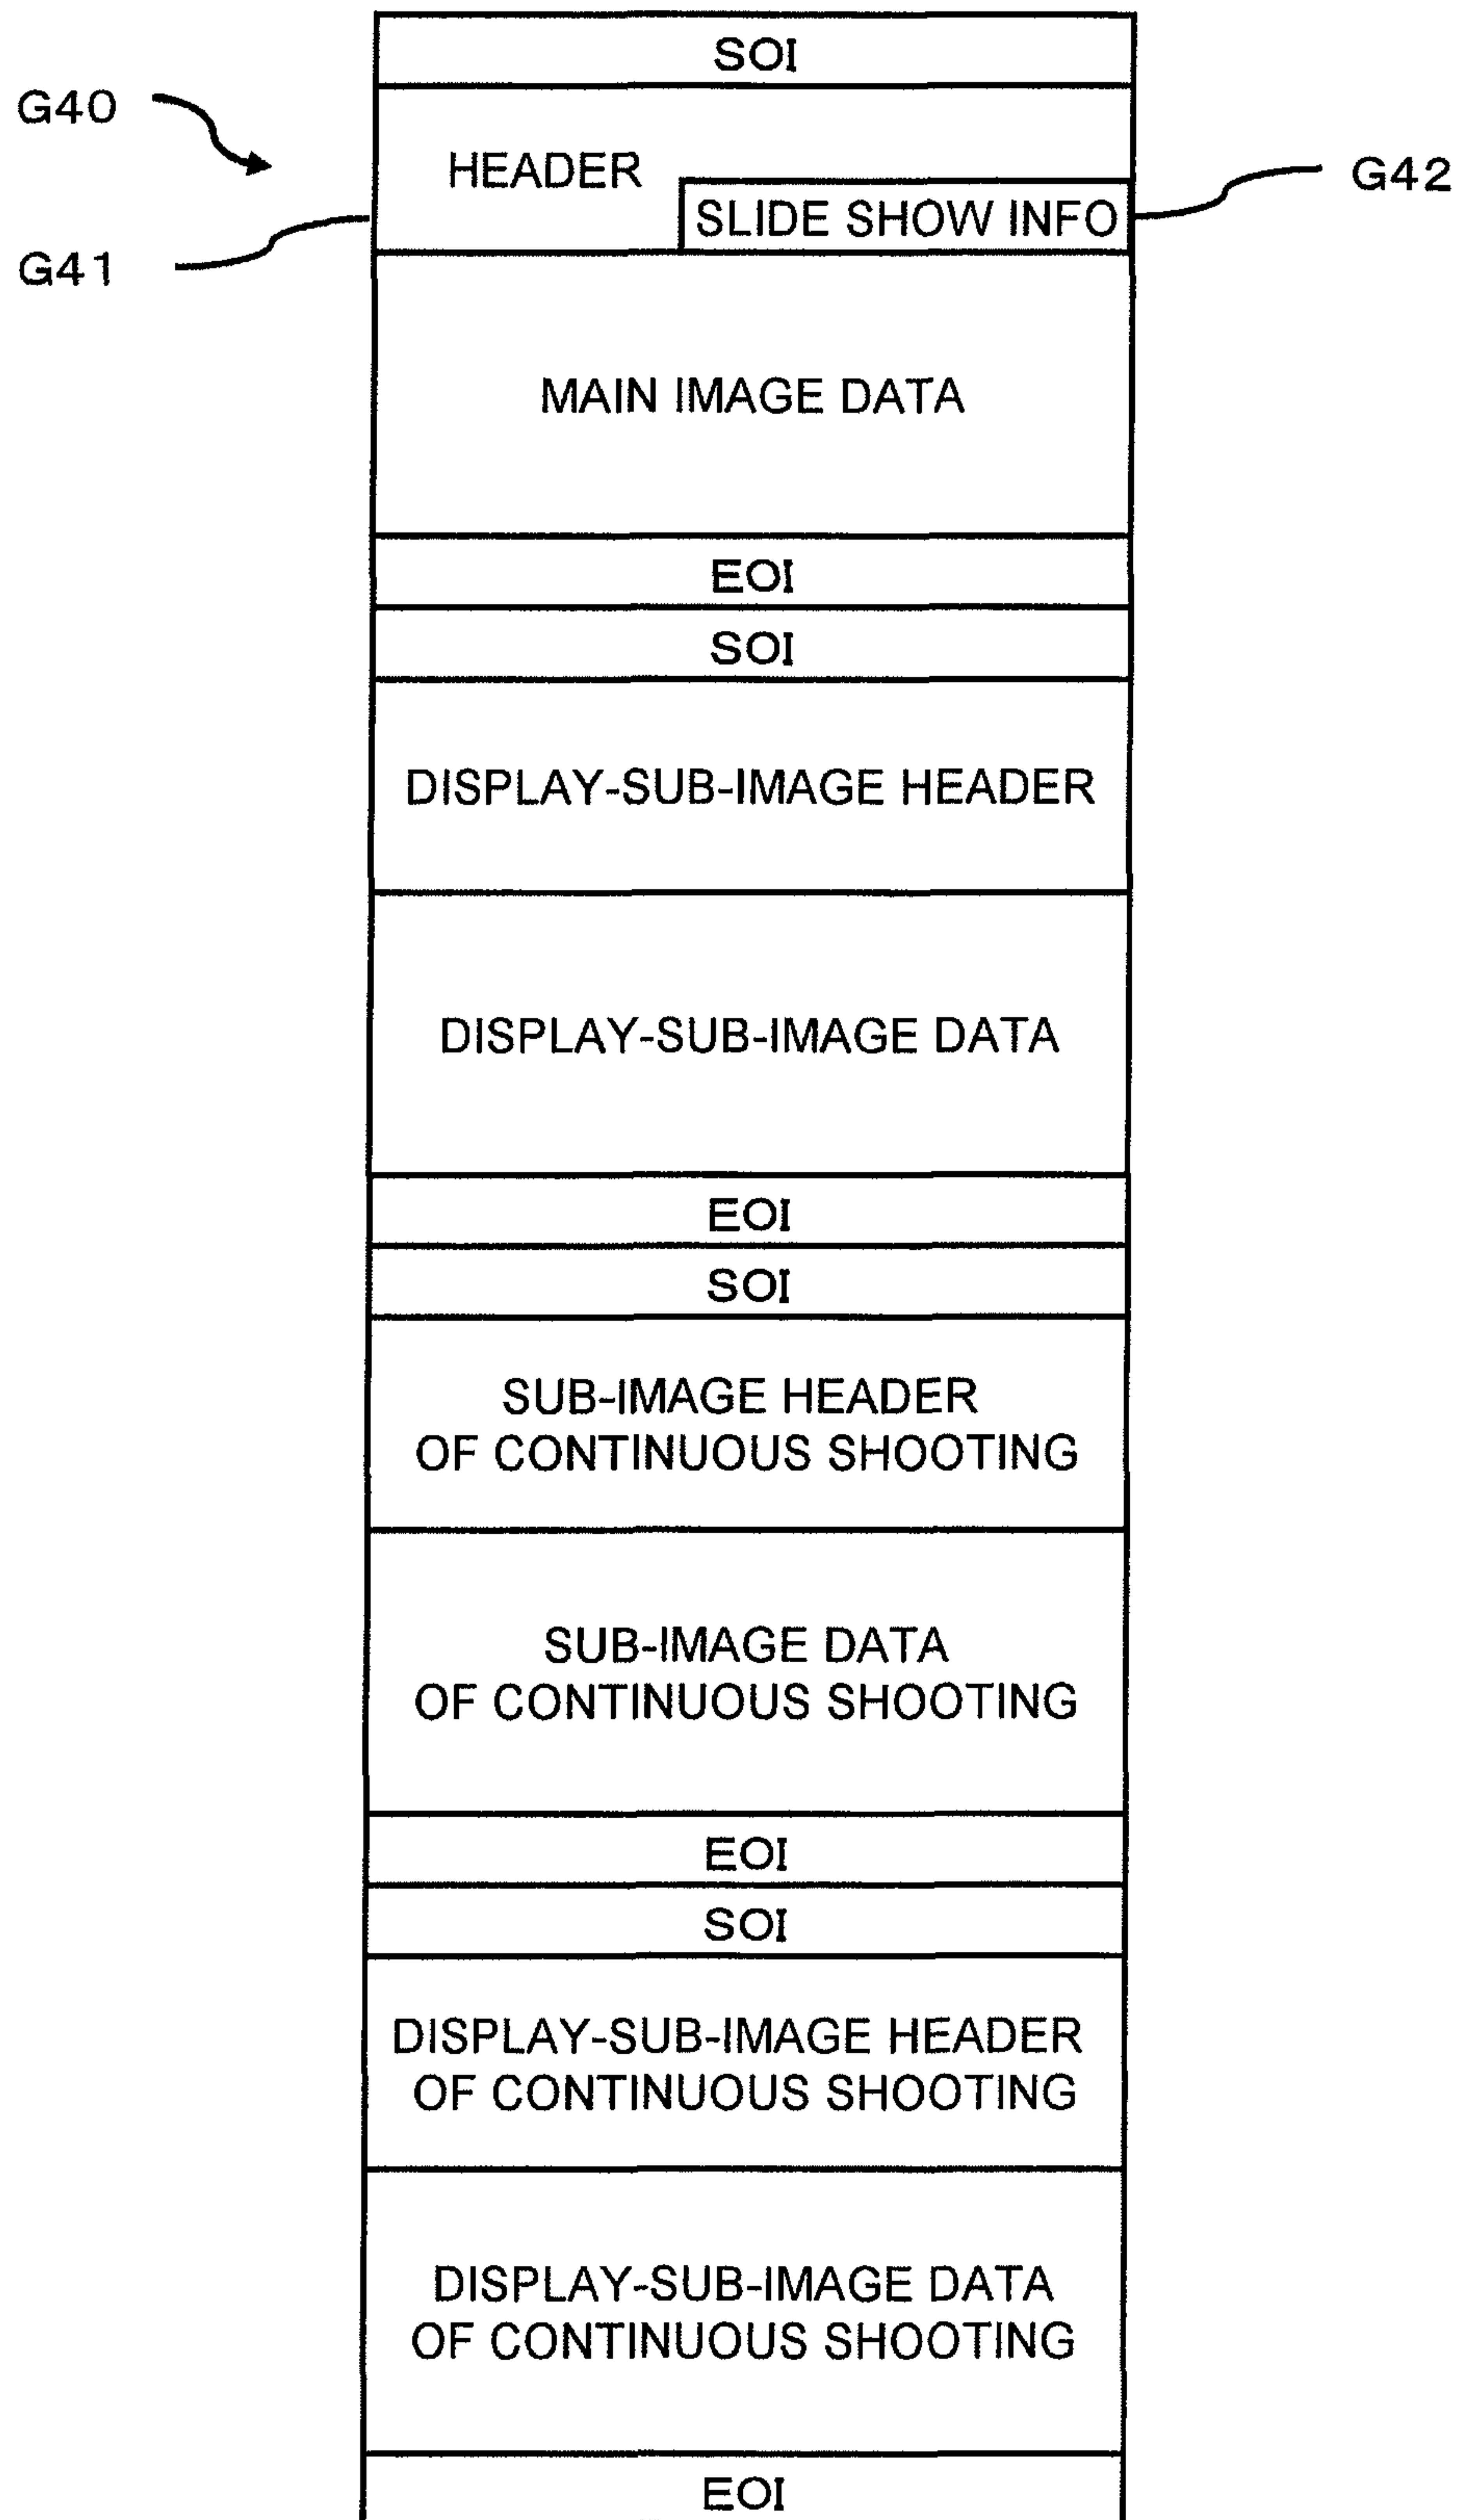 SOI
G40
HEADER
G42
SLIDE SHOW INFO
G41
MAIN IMAGE DATA
EOI
SOI
DISPLAY-SUB-IMAGE HEADER
DISPLAY-SUB-IMAGE DATA
EOI
SOI
SUB-IMAGE HEADER
OF CONTINUOUS SHOOTING
SUB-IMAGE DATA
OF CONTINUOUS SHOOTING
EOI
SOI
DISPLAY-SUB-IMAGE HEADER
OF CONTINUOUS SHOOTING
DISPLAY-SUB-IMAGE DATA
OF CONTINUOUS SHOOTING
EOI